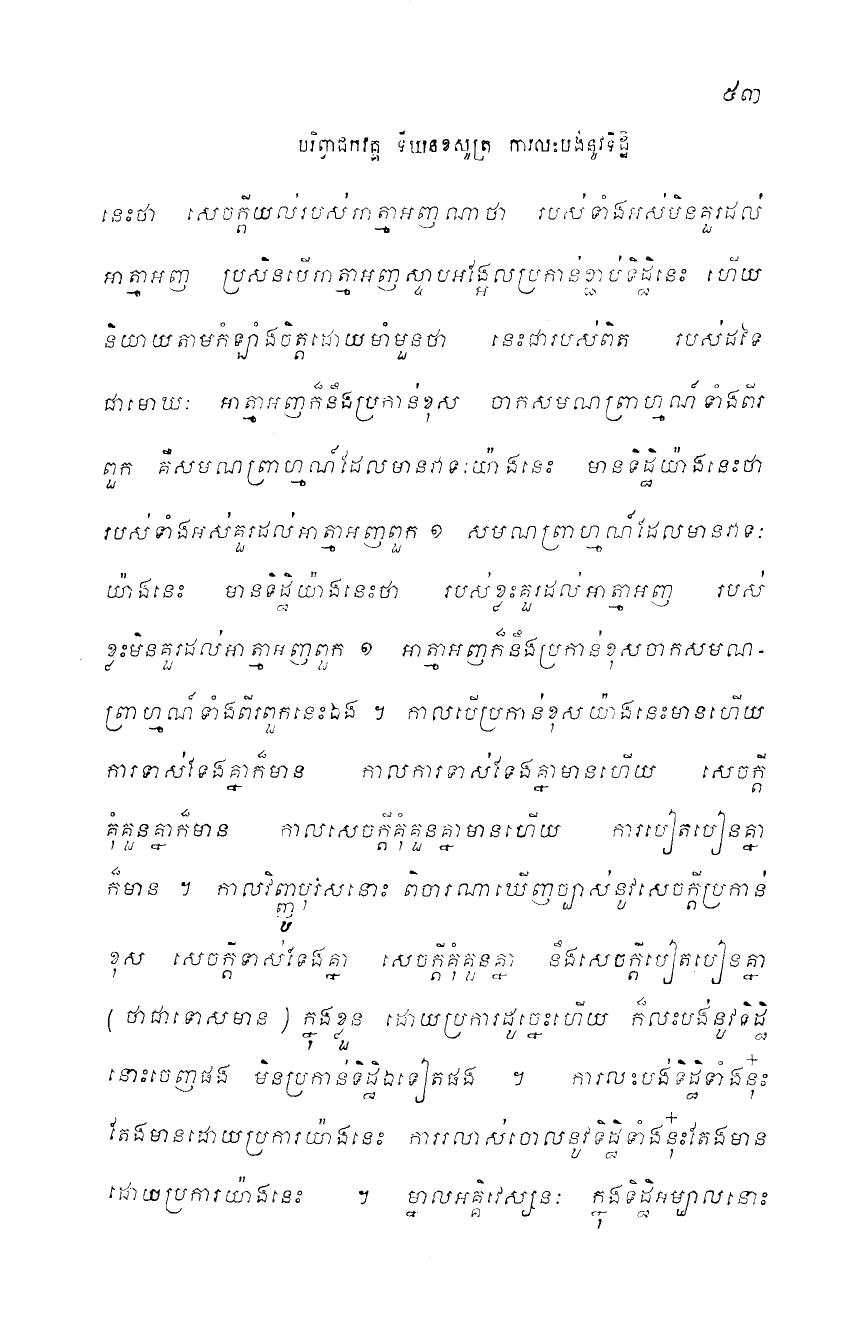 ៥៣
បរិព្វាជកវគ្គ ទីឃនខសូត្រ ការលះបង់នូវទិដ្ឋិ
នេះថា សេចក្តីយល់របស់អាត្មាអញណាថា របស់ទាំងអស់មិនគួរដល់
អាត្មាអញ ប្រសិនបើអាត្មាអញស្ទាបអង្អែលប្រកាន់ខ្ជាប់ទិដ្ឋិនេះ ហើយ
និយាយតាមកំឡាំងចិត្តដោយមាំមួនថា នេះជារបស់ពិត របស់ដទៃ
ជាមោឃៈ អាត្មាអញក៏នឹងប្រកាន់ខុស ចាកសមណព្រាហ្មណ៍ទាំងពីរ
ពួក គឺសមណព្រាហ្មណ៍ដែលមានវាទៈយ៉ាងនេះ មានទិដ្ឋិយ៉ាងនេះថា
របស់ទាំងអស់គួរដល់អាត្មាអញពួក ១ សមណព្រាហ្មណ៍ដែលមានវាទៈ
យ៉ាងនេះ មានទិដ្ឋិយ៉ាងនេះថា របស់ខ្លះគួរដល់អាត្មាអញ របស់
ខ្លះមិនគួរដល់អាត្មាអញពួក ១ អាត្មាអញក៏នឹងប្រកាន់ខុសចាកសមណ-
ព្រាហ្មណ៍ទាំងពីរពួកនេះឯង ។ កាលបើប្រកាន់ខុសយ៉ាងនេះមានហើយ
ការទាស់ទែងគ្នាក៏មាន កាលការទាស់ទែងគ្នាមានហើយ សេចក្តី
គុំគួនគ្នាក៏មាន កាលសេចក្តីគុំគួនគ្នាមានហើយ ការបៀតបៀនគ្នា
ក៏មាន ។ កាលវិញ្ញូបុរសនោះ ពិចារណាឃើញច្បាស់នូវសេចក្តីប្រកាន់
ខុស សេចក្តីទាស់ទែងគ្នា សេចក្តីគុំគួនគ្នា នឹងសេចក្តីបៀតបៀនគ្នា
(ថាជាទោសមាន) ក្នុងខ្លួន ដោយប្រការដូច្នេះហើយ ក៏លះបង់នូវទិដ្ឋិ
នោះចេញផង មិនប្រកាន់ទិដ្ឋិឯទៀតផង ។ ការលះបង់ទិដ្ឋិទាំងនុ៎ះ
តែងមានដោយប្រការយ៉ាងនេះ ការរលាស់ចោលនូវទិដ្ឋិទាំងនុ៎ះតែងមាន
ដោយប្រការយ៉ាងនេះ ។ ម្នាលអគ្គិវេស្សនៈ ក្នុងទិដ្ឋិអម្បាលនោះ